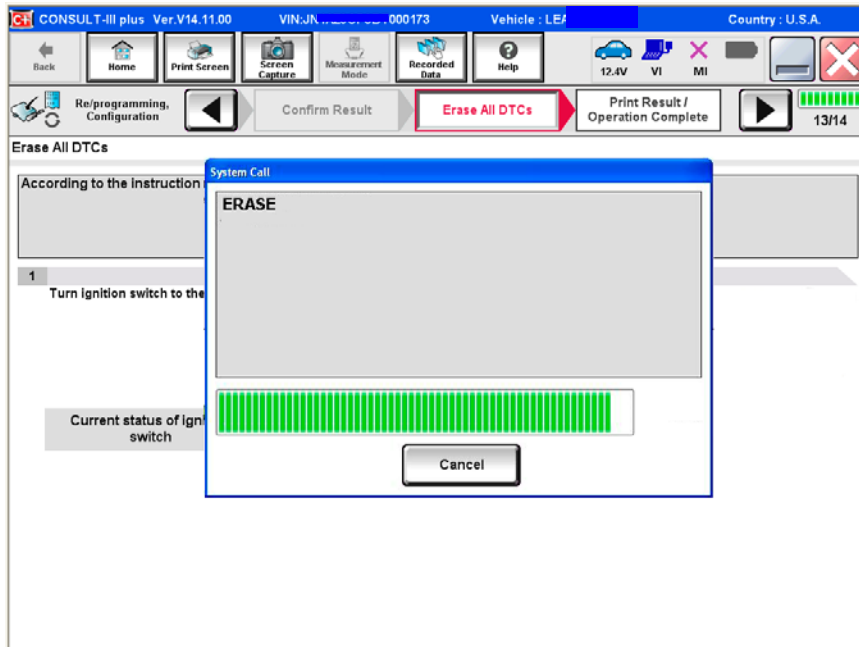 CONSULT-III plus Ver.V14.11.00 VIN:JN 000173 Vehicle : LEA Country : U.S.A.
Back Home Print Screen Screen Capture Measurement Mode Recorded Data Help 12.4V VI MI
Re/programming, Configuration Confirm Result Erase All DTCs Print Result / Operation Complete 13/14
Erase All DTCs
According to the instruction
System Call
ERASE
1
Turn ignition switch to the
Current status of igni
switch
Cancel